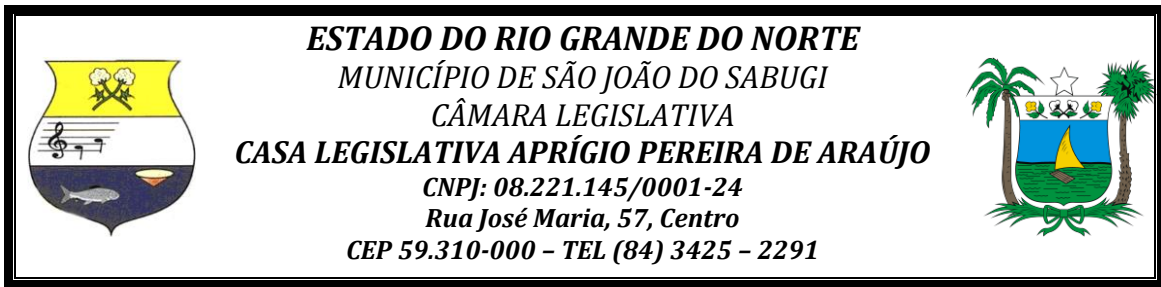 ESTADO DO RIO GRANDE DO NORTE
MUNICÍPIO DE SÃO JOÃO DO SABUGI
CÂMARA LEGISLATIVA
CASA LEGISLATIVA APRÍGIO PEREIRA DE ARAÚJO
CNPJ: 08.221.145/0001-24
Rua José Maria, 57, Centro
CEP 59.310-000 – TEL (84) 3425 – 2291